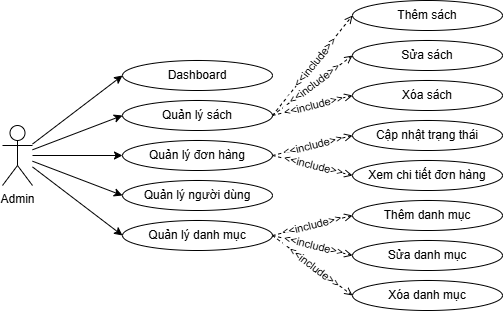 Thêm sách
<<include>>
Sửa sách
<<include>>
Dashboard
Xóa sách
<<include>>
Quản lý sách
Cập nhật trạng thái
<<include>>
Quản lý đơn hàng
Xem chi tiết đơn hàng
<<include>>
Admin
Quản lý người dùng
Thêm danh mục
<<include>>
Quản lý danh mục
Sửa danh mục
<<include>>
Xóa danh mục
<<include>>